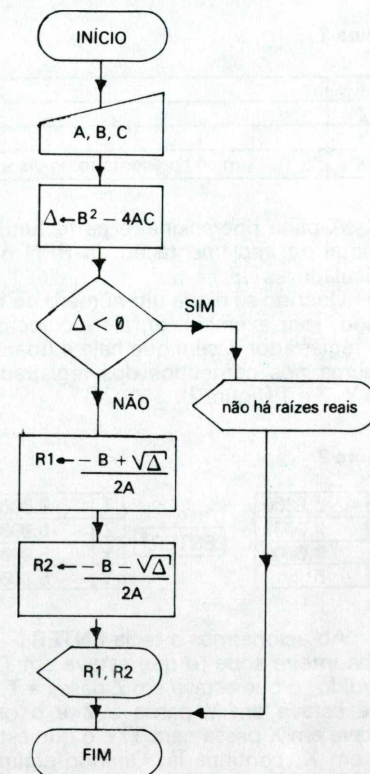 INÍCIO
A, B, C
Δ←B² − 4AC
Δ < 0
SIM
NÃO
não há raízes reais
R1← − B + √Δ
2A
R2← − B − √Δ
2A
R1, R2
FIM